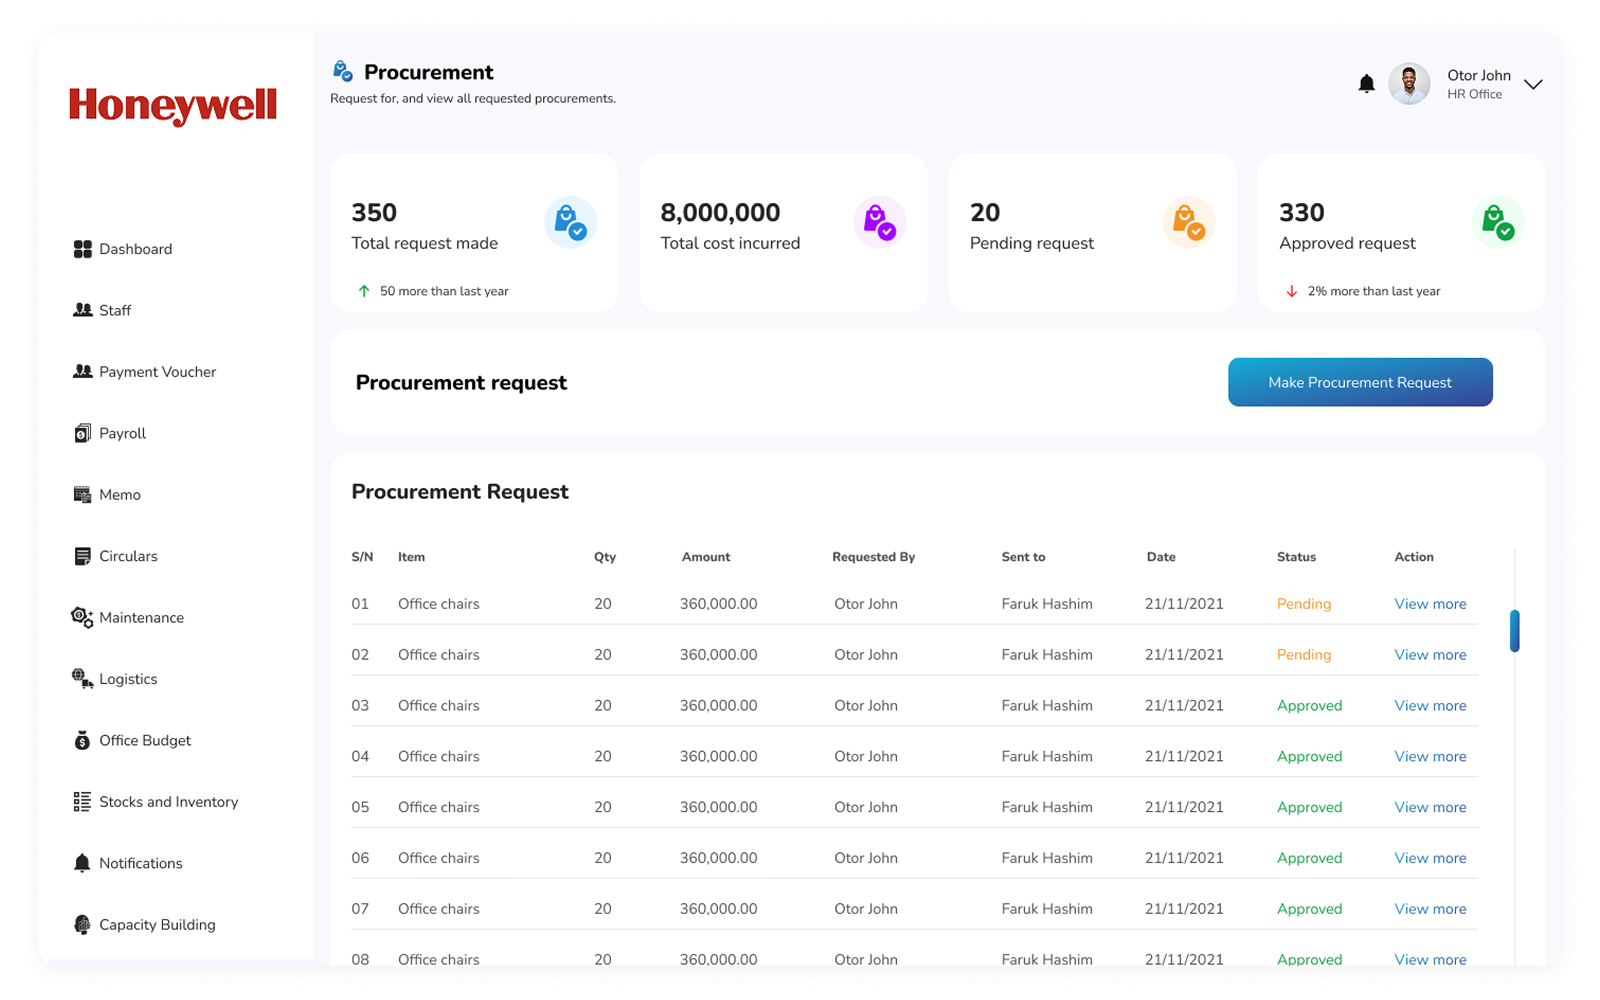 Honeywell
Dashboard
Staff
Payment Voucher
Payroll
Memo
Circulars
Maintenance
Logistics
Office Budget
Stocks and Inventory
Notifications
Capacity Building
Procurement
Request for, and view all requested procurements.
Otor John
HR Office
350
Total request made
50 more than last year
8,000,000
Total cost incurred
20
Pending request
330
Approved request
2% more than last year
Procurement request
Make Procurement Request
Procurement Request
S/N Item Qty Amount Requested By Sent to Date Status Action
01 Office chairs 20 360,000.00 Otor John Faruk Hashim 21/11/2021 Pending View more
02 Office chairs 20 360,000.00 Otor John Faruk Hashim 21/11/2021 Pending View more
03 Office chairs 20 360,000.00 Otor John Faruk Hashim 21/11/2021 Approved View more
04 Office chairs 20 360,000.00 Otor John Faruk Hashim 21/11/2021 Approved View more
05 Office chairs 20 360,000.00 Otor John Faruk Hashim 21/11/2021 Approved View more
06 Office chairs 20 360,000.00 Otor John Faruk Hashim 21/11/2021 Approved View more
07 Office chairs 20 360,000.00 Otor John Faruk Hashim 21/11/2021 Approved View more
08 Office chairs 20 360,000.00 Otor John Faruk Hashim 21/11/2021 Approved View more